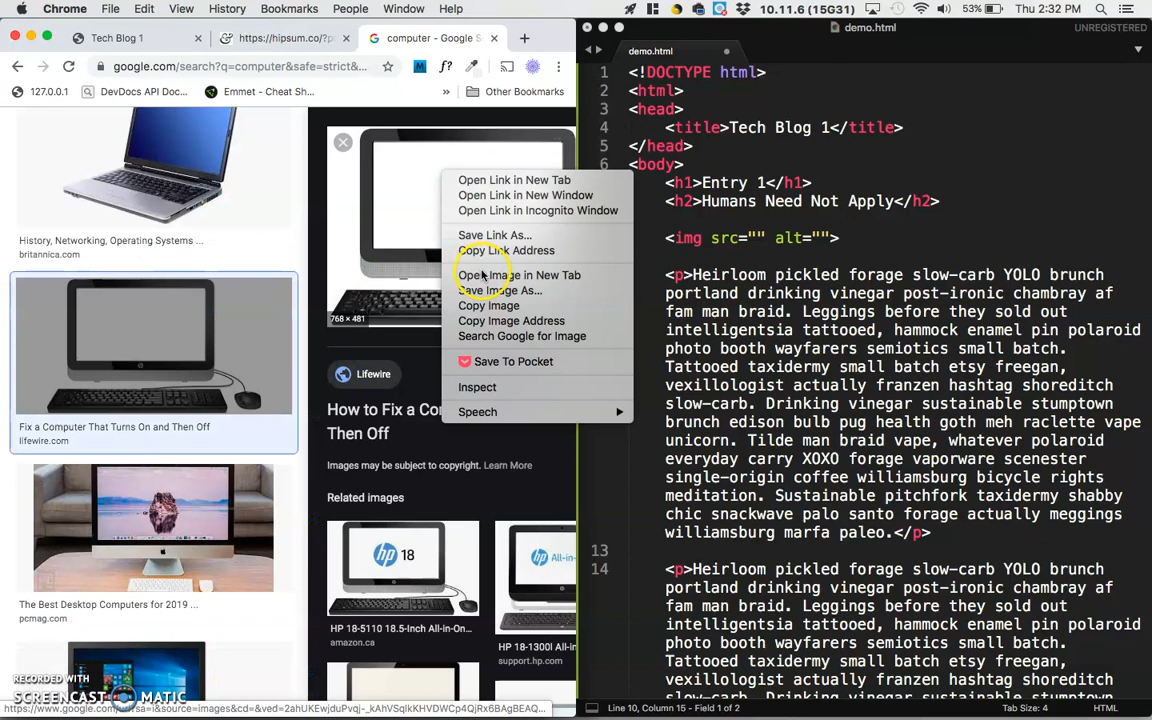 Chrome File Edit View History Bookmarks People Window Help 10.11.6 (15G31) 53% Thu 2:32 PM
Tech Blog 1 https://hipsum.co/?p computer - Google S
google.com/search?q=computer&safe=strict&...
127.0.0.1 DevDocs API Doc... Emmet - Cheat Sh... » Other Bookmarks
History, Networking, Operating Systems ...
britannica.com
Fix a Computer That Turns On and Then Off
lifewire.com
The Best Desktop Computers for 2019 ...
pcmag.com
RECORDED WITH
SCREENCAST MATIC
768 × 481
Lifewire
How to Fix a Co
Then Off
Images may be subject to copyright. Learn More
Related images
hp 18
HP 18-5110 18.5-Inch All-in-On...
amazon.ca
hp All-in-
HP 18-1300l All-in
support.hp.com
Open Link in New Tab
Open Link in New Window
Open Link in Incognito Window
Save Link As...
Copy Link Address
Open Image in New Tab
Save Image As...
Copy Image
Copy Image Address
Search Google for Image
Save To Pocket
Inspect
Speech
demo.html UNREGISTERED
demo.html
1 <!DOCTYPE html>
2 <html>
3 <head>
4 <title>Tech Blog 1</title>
5 </head>
6 <body>
<h1>Entry 1</h1>
<h2>Humans Need Not Apply</h2>
<img src="" alt="">
<p>Heirloom pickled forage slow-carb YOLO brunch
portland drinking vinegar post-ironic chambray af
fam man braid. Leggings before they sold out
intelligentsia tattooed, hammock enamel pin polaroid
photo booth wayfarers semiotics small batch.
Tattooed taxidermy small batch etsy freegan,
vexillologist actually franzen hashtag shoreditch
slow-carb. Drinking vinegar sustainable stumptown
brunch edison bulb pug health goth meh raclette vape
unicorn. Tilde man braid vape, whatever polaroid
everyday carry XOXO forage vaporware scenester
single-origin coffee williamsburg bicycle rights
meditation. Sustainable pitchfork taxidermy shabby
chic snackwave palo santo forage actually meggings
williamsburg marfa paleo.</p>
13
14 <p>Heirloom pickled forage slow-carb YOLO brunch
portland drinking vinegar post-ironic chambray af
fam man braid. Leggings before they sold out
intelligentsia tattooed, hammock enamel pin polaroid
photo booth wayfarers semiotics small batch.
Tattooed taxidermy small batch etsy freegan,
vexillologist actually franzen hashtag shoreditch
slow-carb. Drinking vinegar sustainable stumptown
Line 10, Column 15 - Field 1 of 2 Tab Size: 4 HTML